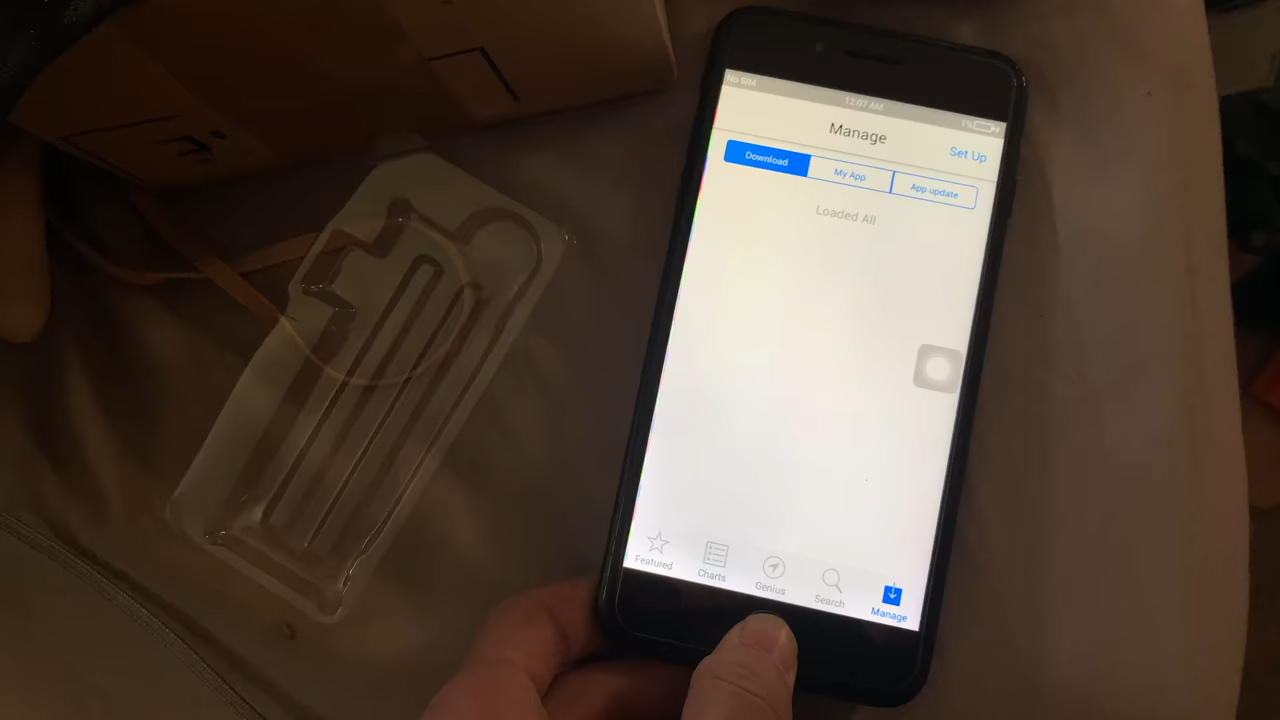 No SIM
12:07 AM
1%
Manage
Set Up
Download
My App
App update
Loaded All
Featured
Charts
Genius
Search
Manage